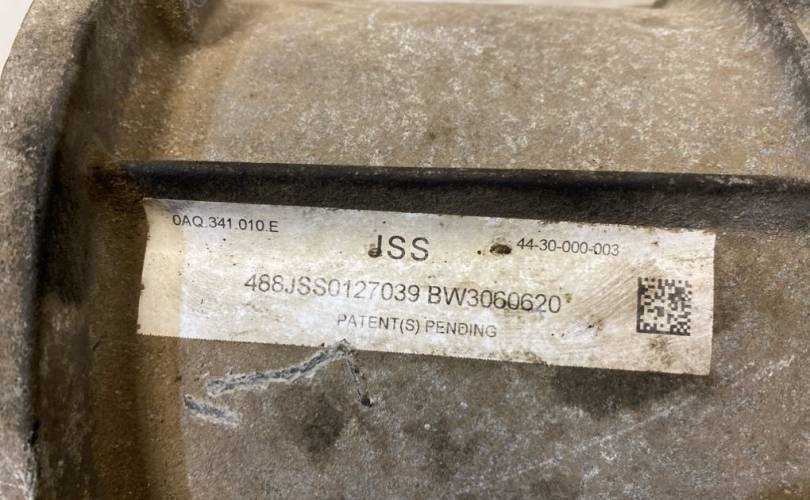 0AQ.341.010.E
JSS
44-30-000-003
488JSS0127039 BW3060620
PATENT(S) PENDING